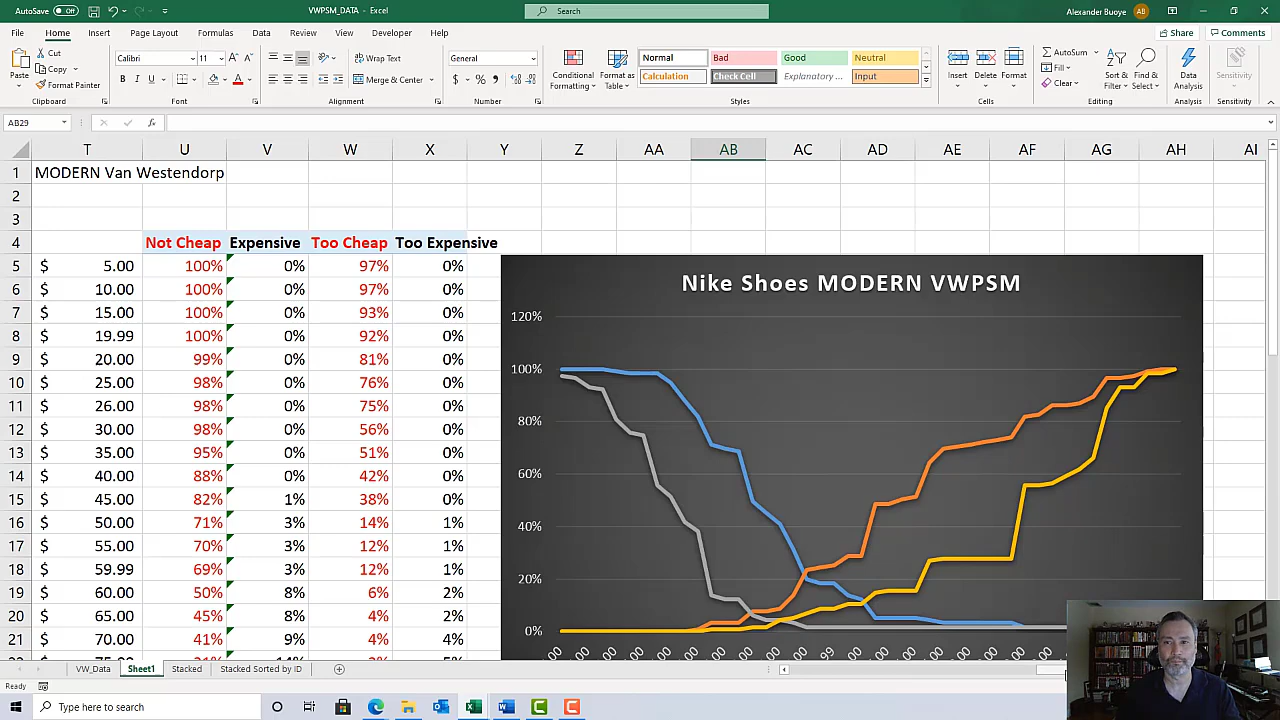 AutoSave Off VWPSM_DATA - Excel Search Alexander Buoye AB
File Home Insert Page Layout Formulas Data Review View Developer Help Share Comments
Paste Cut Copy Format Painter Clipboard
Calibri 11 A A B I U A Font
Wrap Text Merge & Center Alignment
General $ % Number
Conditional Formatting Format as Table
Normal Bad Good Neutral
Calculation Check Cell Explanatory ... Input
Styles
Insert Delete Format Cells
AutoSum Fill Clear Sort & Filter Find & Select Editing
Data Analysis Analysis
Sensitivity Sensitivity
AB29 fx
T U V W X Y Z AA AB AC AD AE AF AG AH AI
1 MODERN Van Westendorp
2
3
4 Not Cheap Expensive Too Cheap Too Expensive
5 $ 5.00 100% 0% 97% 0%
6 $ 10.00 100% 0% 97% 0%
7 $ 15.00 100% 0% 93% 0%
8 $ 19.99 100% 0% 92% 0%
9 $ 20.00 99% 0% 81% 0%
10 $ 25.00 98% 0% 76% 0%
11 $ 26.00 98% 0% 75% 0%
12 $ 30.00 98% 0% 56% 0%
13 $ 35.00 95% 0% 51% 0%
14 $ 40.00 88% 0% 42% 0%
15 $ 45.00 82% 1% 38% 0%
16 $ 50.00 71% 3% 14% 1%
17 $ 55.00 70% 3% 12% 1%
18 $ 59.99 69% 3% 12% 1%
19 $ 60.00 50% 8% 6% 2%
20 $ 65.00 45% 8% 4% 2%
21 $ 70.00 41% 9% 4% 4%
Nike Shoes MODERN VWPSM
120%
100%
80%
60%
40%
20%
0%
VW_Data Sheet1 Stacked Stacked Sorted by ID
Ready
Type here to search